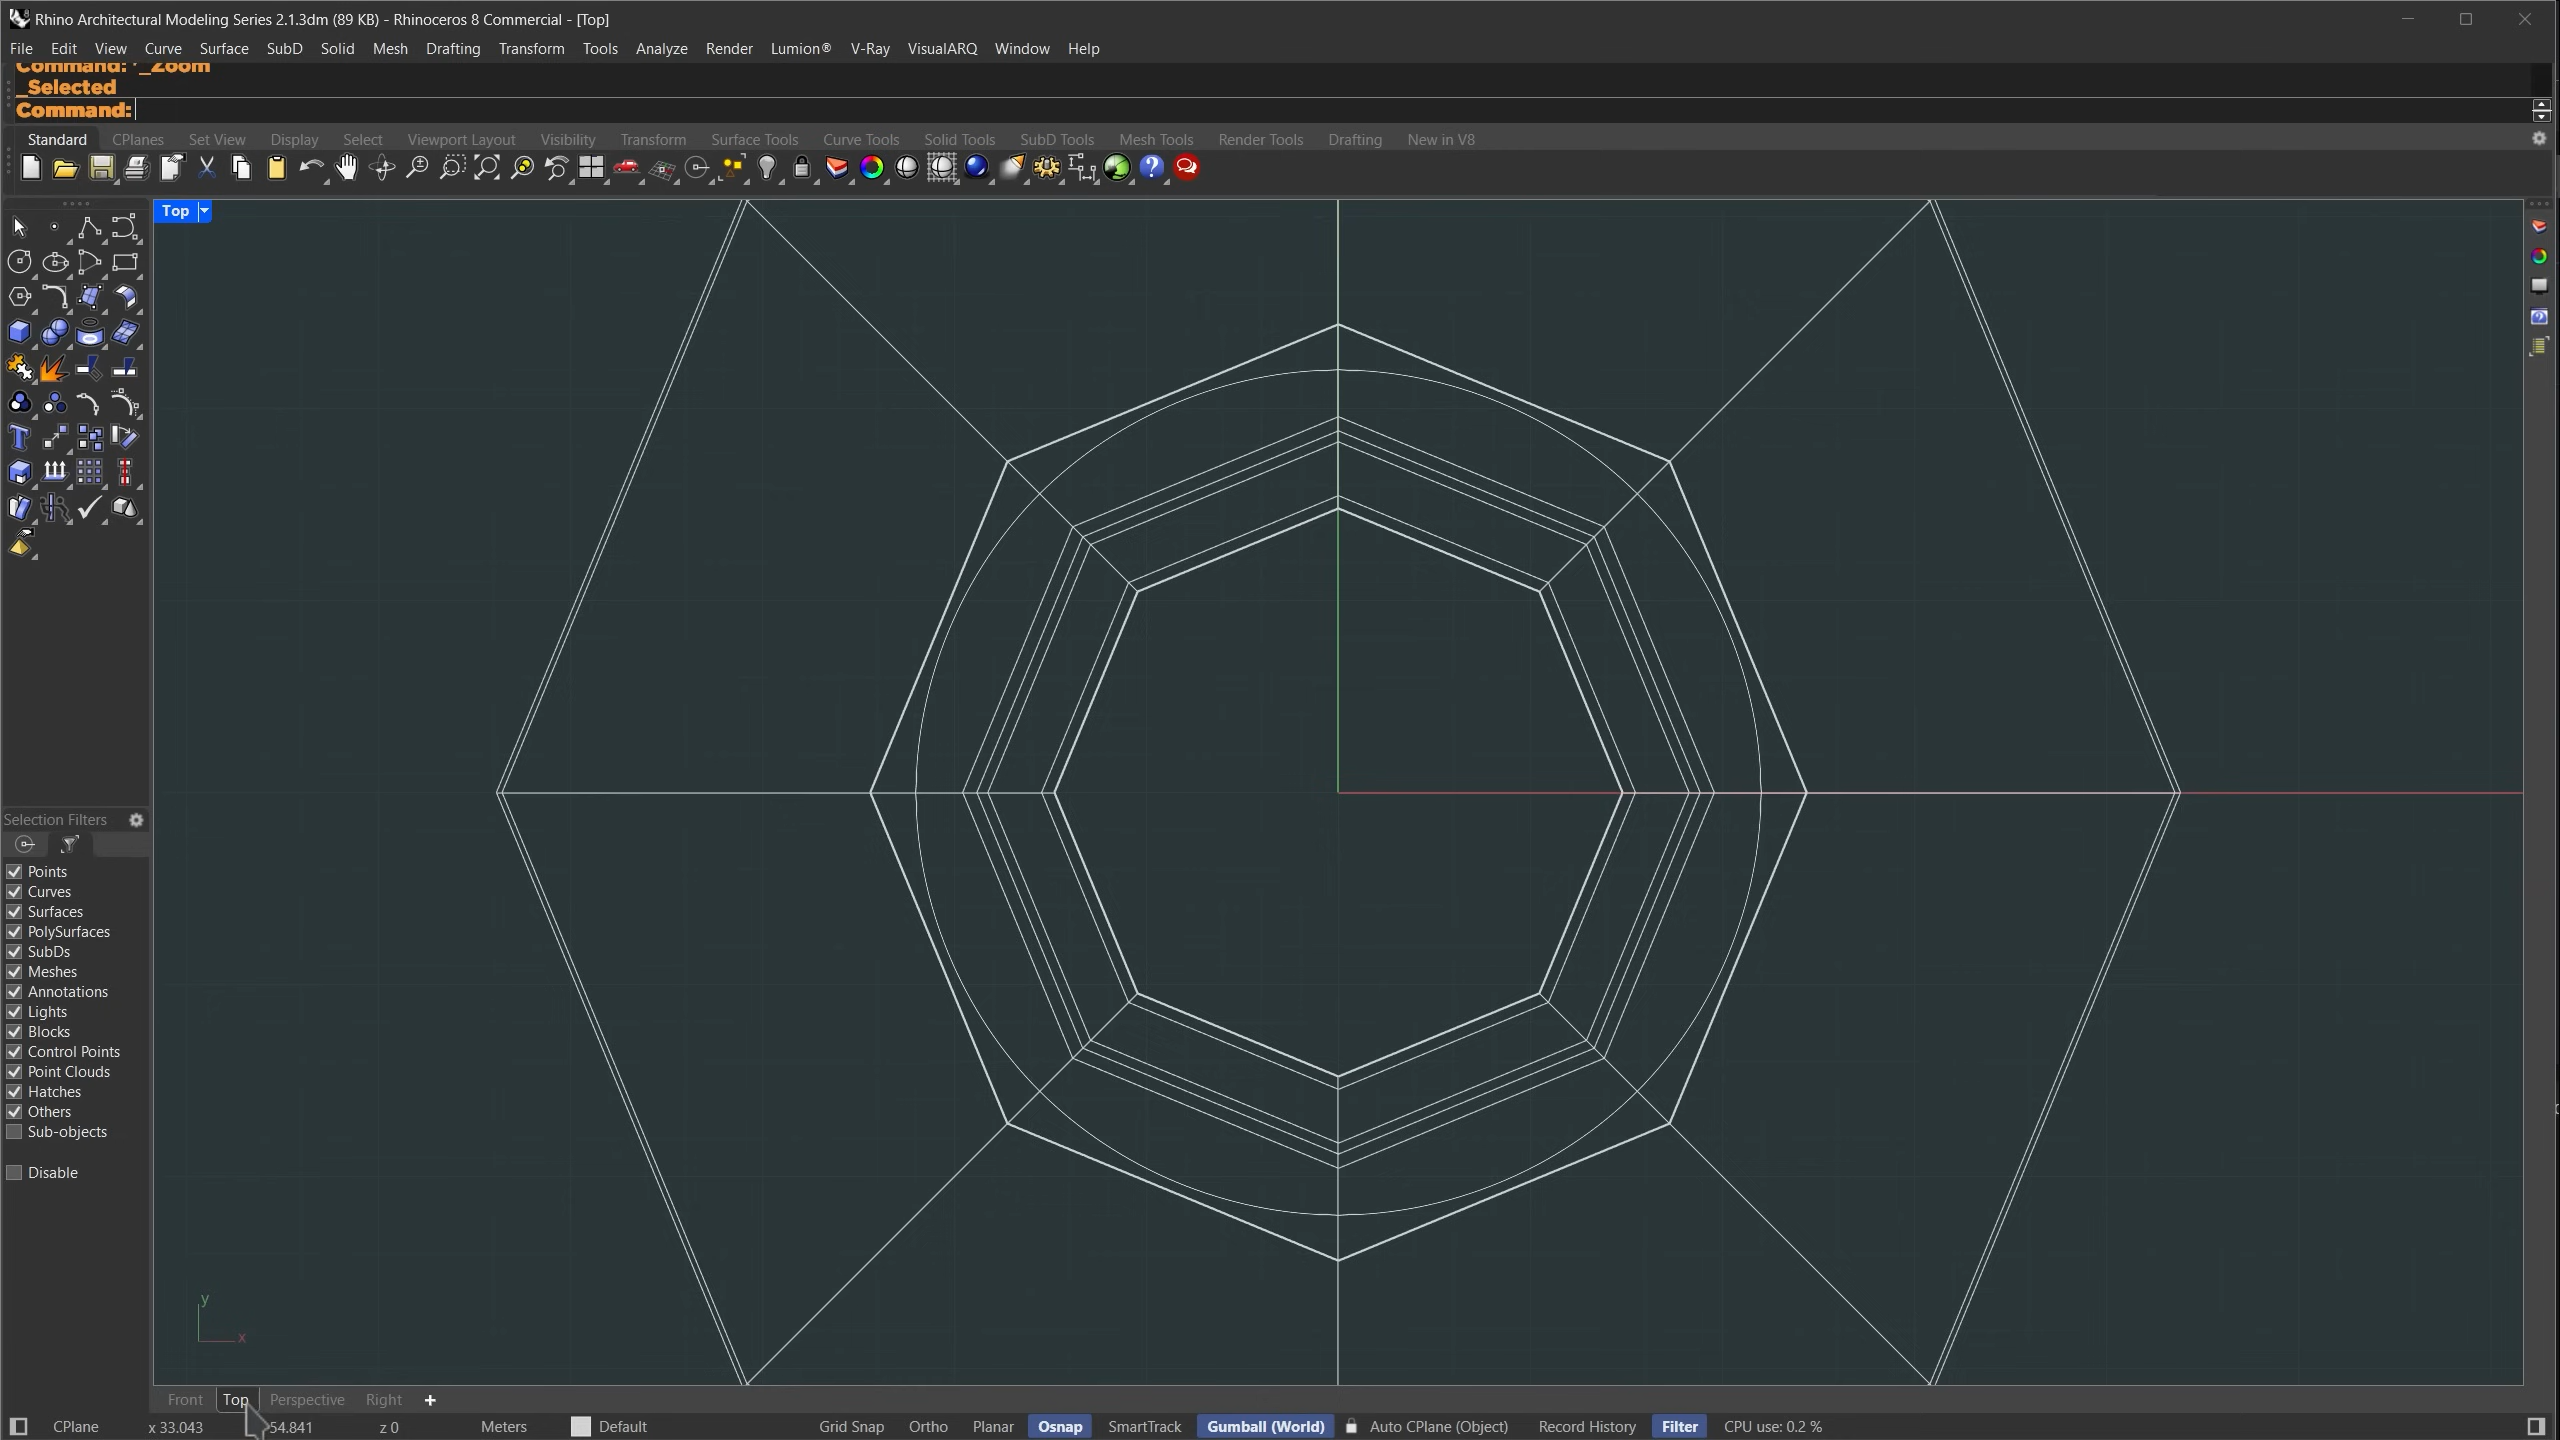 Rhino Architectural Modeling Series 2.1.3dm (89 KB) - Rhinoceros 8 Commercial - [Top]
File Edit View Curve Surface SubD Solid Mesh Drafting Transform Tools Analyze Render Lumion® V-Ray VisualARQ Window Help
Command: '_Zoom
_Selected
Command:
Standard CPlanes Set View Display Select Viewport Layout Visibility Transform Surface Tools Curve Tools Solid Tools SubD Tools Mesh Tools Render Tools Drafting New in V8
Top
Selection Filters
Points
Curves
Surfaces
PolySurfaces
SubDs
Meshes
Annotations
Lights
Blocks
Control Points
Point Clouds
Hatches
Others
Sub-objects
Disable
y
x
Front Top Perspective Right +
CPlane x 33.043 54.841 z 0 Meters Default Grid Snap Ortho Planar Osnap SmartTrack Gumball (World) Auto CPlane (Object) Record History Filter CPU use: 0.2 %